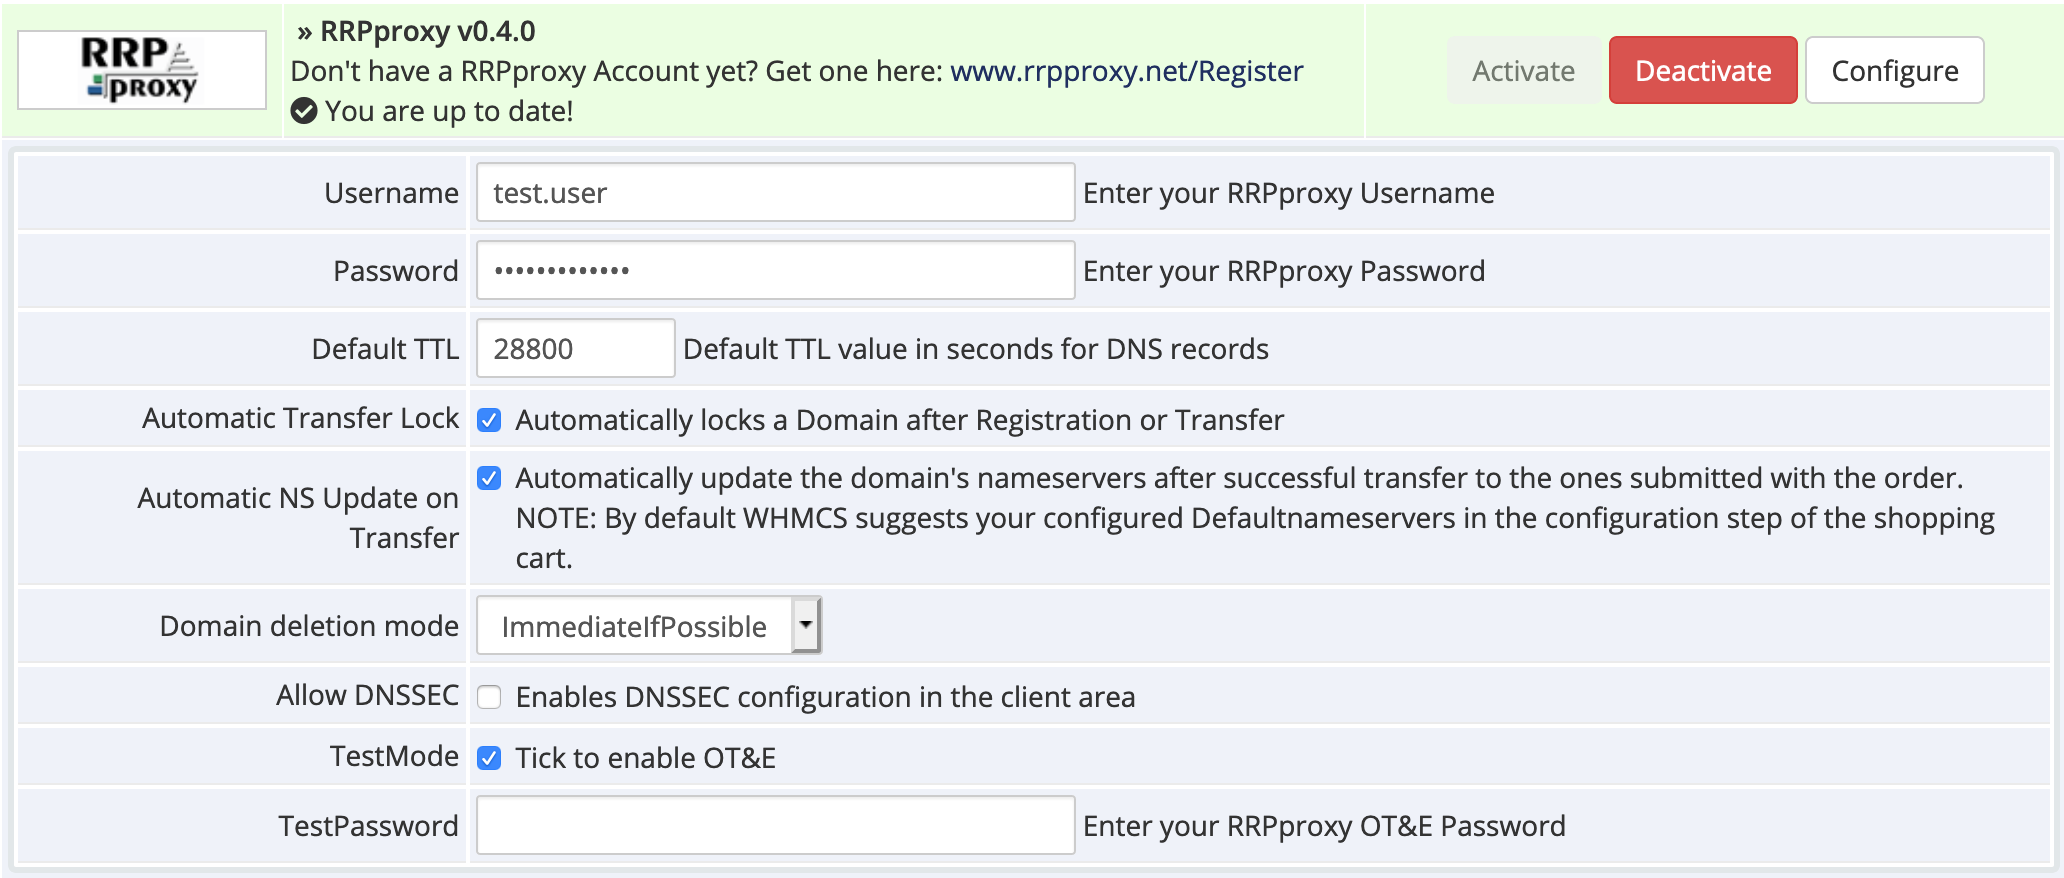 RRP
proxy
» RRPproxy v0.4.0
Don't have a RRPproxy Account yet? Get one here: www.rrpproxy.net/Register
You are up to date!
Activate
Deactivate
Configure
Username
test.user
Enter your RRPproxy Username
Password
•••••••••••••
Enter your RRPproxy Password
Default TTL
28800
Default TTL value in seconds for DNS records
Automatic Transfer Lock
Automatically locks a Domain after Registration or Transfer
Automatic NS Update on
Transfer
Automatically update the domain's nameservers after successful transfer to the ones submitted with the order.
NOTE: By default WHMCS suggests your configured Defaultnameservers in the configuration step of the shopping
cart.
Domain deletion mode
ImmediateIfPossible
Allow DNSSEC
Enables DNSSEC configuration in the client area
TestMode
Tick to enable OT&E
TestPassword
Enter your RRPproxy OT&E Password